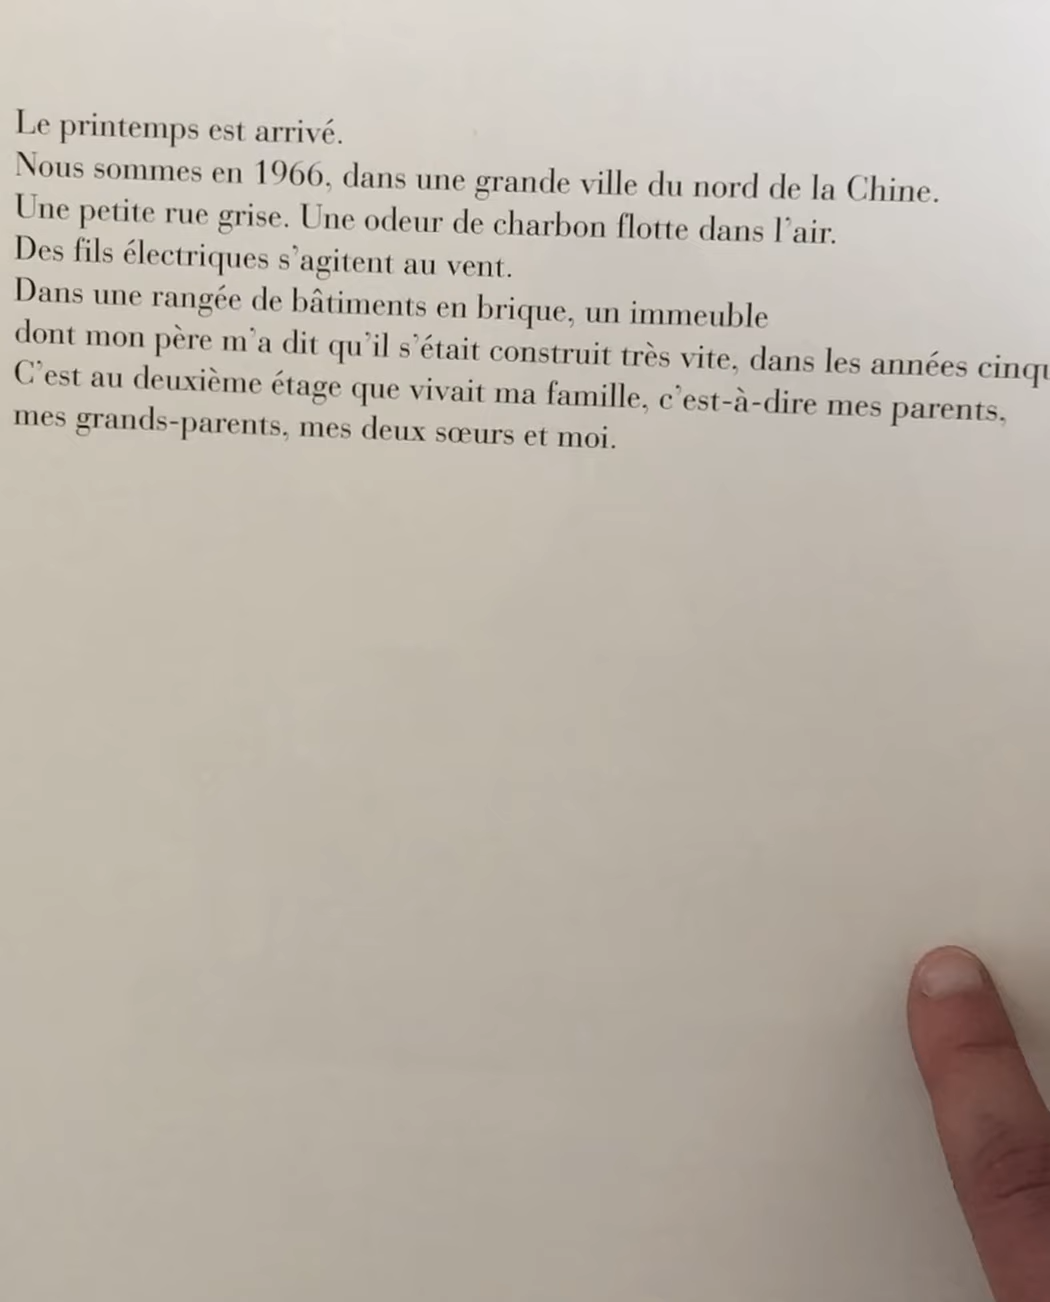 Le printemps est arrivé.
Nous sommes en 1966, dans une grande ville du nord de la Chine.
Une petite rue grise. Une odeur de charbon flotte dans l'air.
Des fils électriques s'agitent au vent.
Dans une rangée de bâtiments en brique, un immeuble
dont mon père m'a dit qu'il s'était construit très vite, dans les années
C'est au deuxième étage que vivait ma famille, c'est-à-dire mes parents,
mes grands-parents, mes deux sœurs et moi.